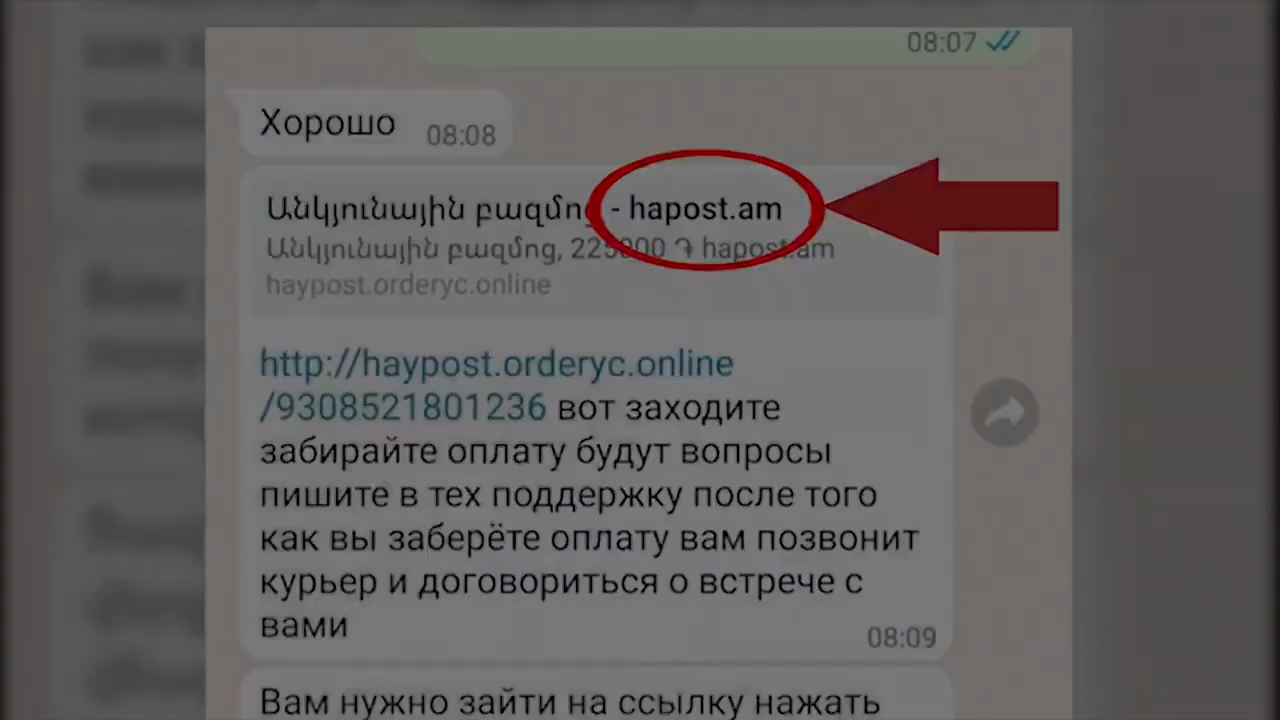 08:07
Хорошо 08:08
Անկյունային բազմոց - hapost.am
Անկյունային բազմոց, 225000 ֏ hapost.am
haypost.orderyc.online
http://haypost.orderyc.online
/9308521801236 вот заходите
забирайте оплату будут вопросы
пишите в тех поддержку после того
как вы заберёте оплату вам позвонит
курьер и договориться о встрече с
вами
08:09
Вам нужно зайти на ссылку нажать